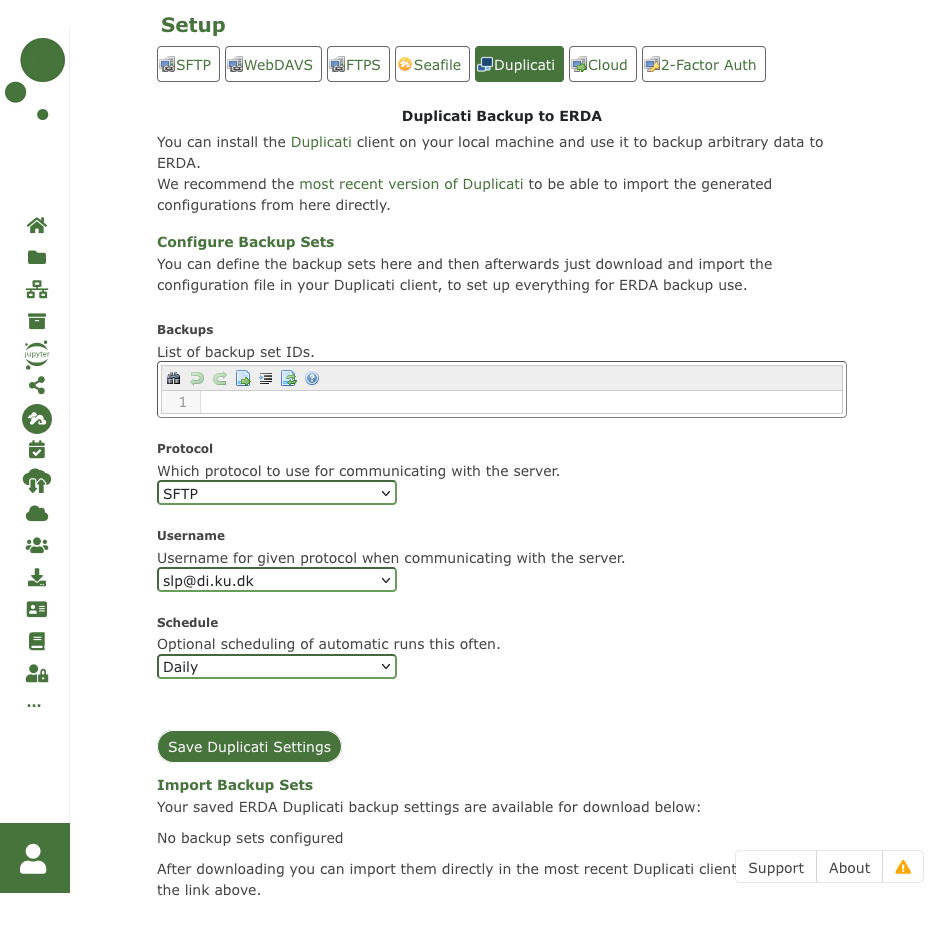 Setup
SFTP WebDAVS FTPS Seafile Duplicati Cloud 2-Factor Auth
Duplicati Backup to ERDA
You can install the Duplicati client on your local machine and use it to backup arbitrary data to
ERDA.
We recommend the most recent version of Duplicati to be able to import the generated
configurations from here directly.
Configure Backup Sets
You can define the backup sets here and then afterwards just download and import the
configuration file in your Duplicati client, to set up everything for ERDA backup use.
Backups
List of backup set IDs.
1
jupyter
Protocol
Which protocol to use for communicating with the server.
SFTP
Username
Username for given protocol when communicating with the server.
slp@di.ku.dk
Schedule
Optional scheduling of automatic runs this often.
Daily
...
Save Duplicati Settings
Import Backup Sets
Your saved ERDA Duplicati backup settings are available for download below:
No backup sets configured
After downloading you can import them directly in the most recent Duplicati client
the link above.
Support About